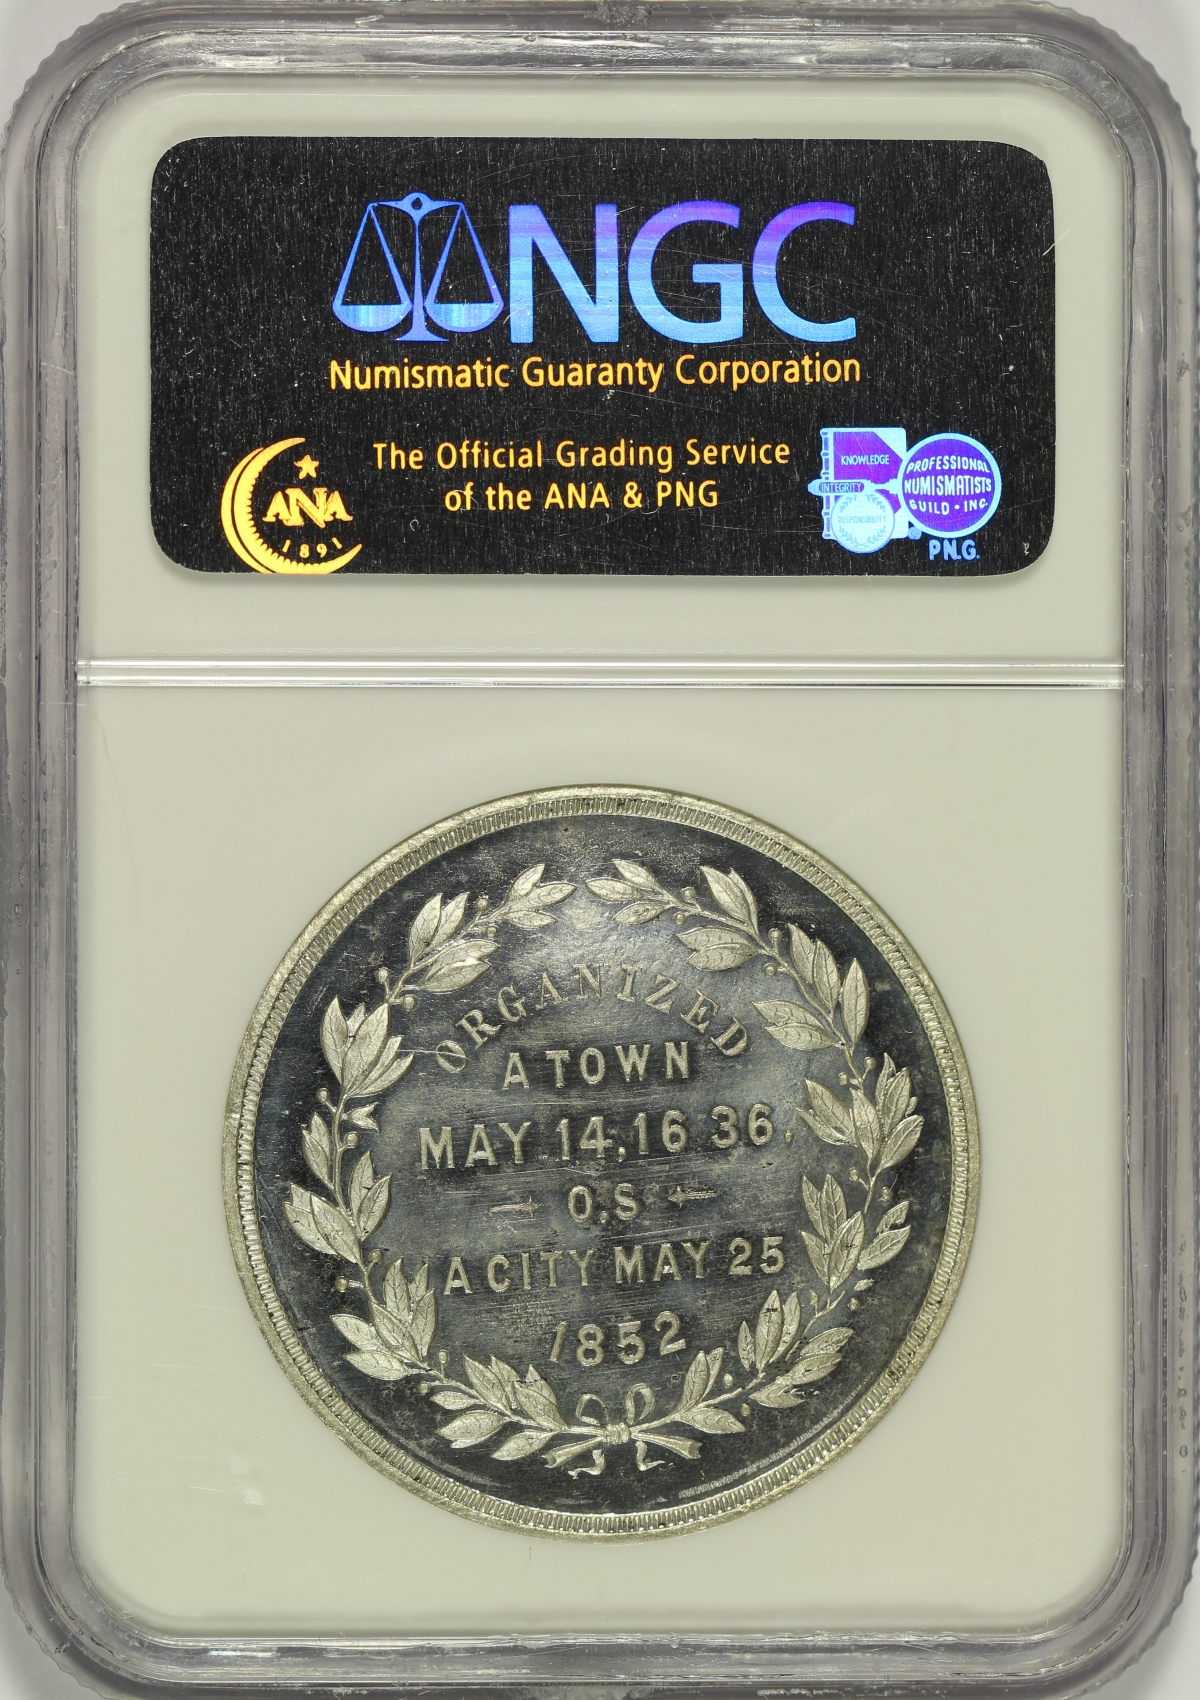 NGC
Numismatic Guaranty Corporation
The Official Grading Service
of the ANA & PNG
ANA
1891
KNOWLEDGE
INTEGRITY
RESPONSIBILITY
PROFESSIONAL
NUMISMATISTS
GUILD - INC.
P.N.G.
ORGANIZED
A TOWN
MAY 14, 16 36.
O.S
A CITY MAY 25
1852